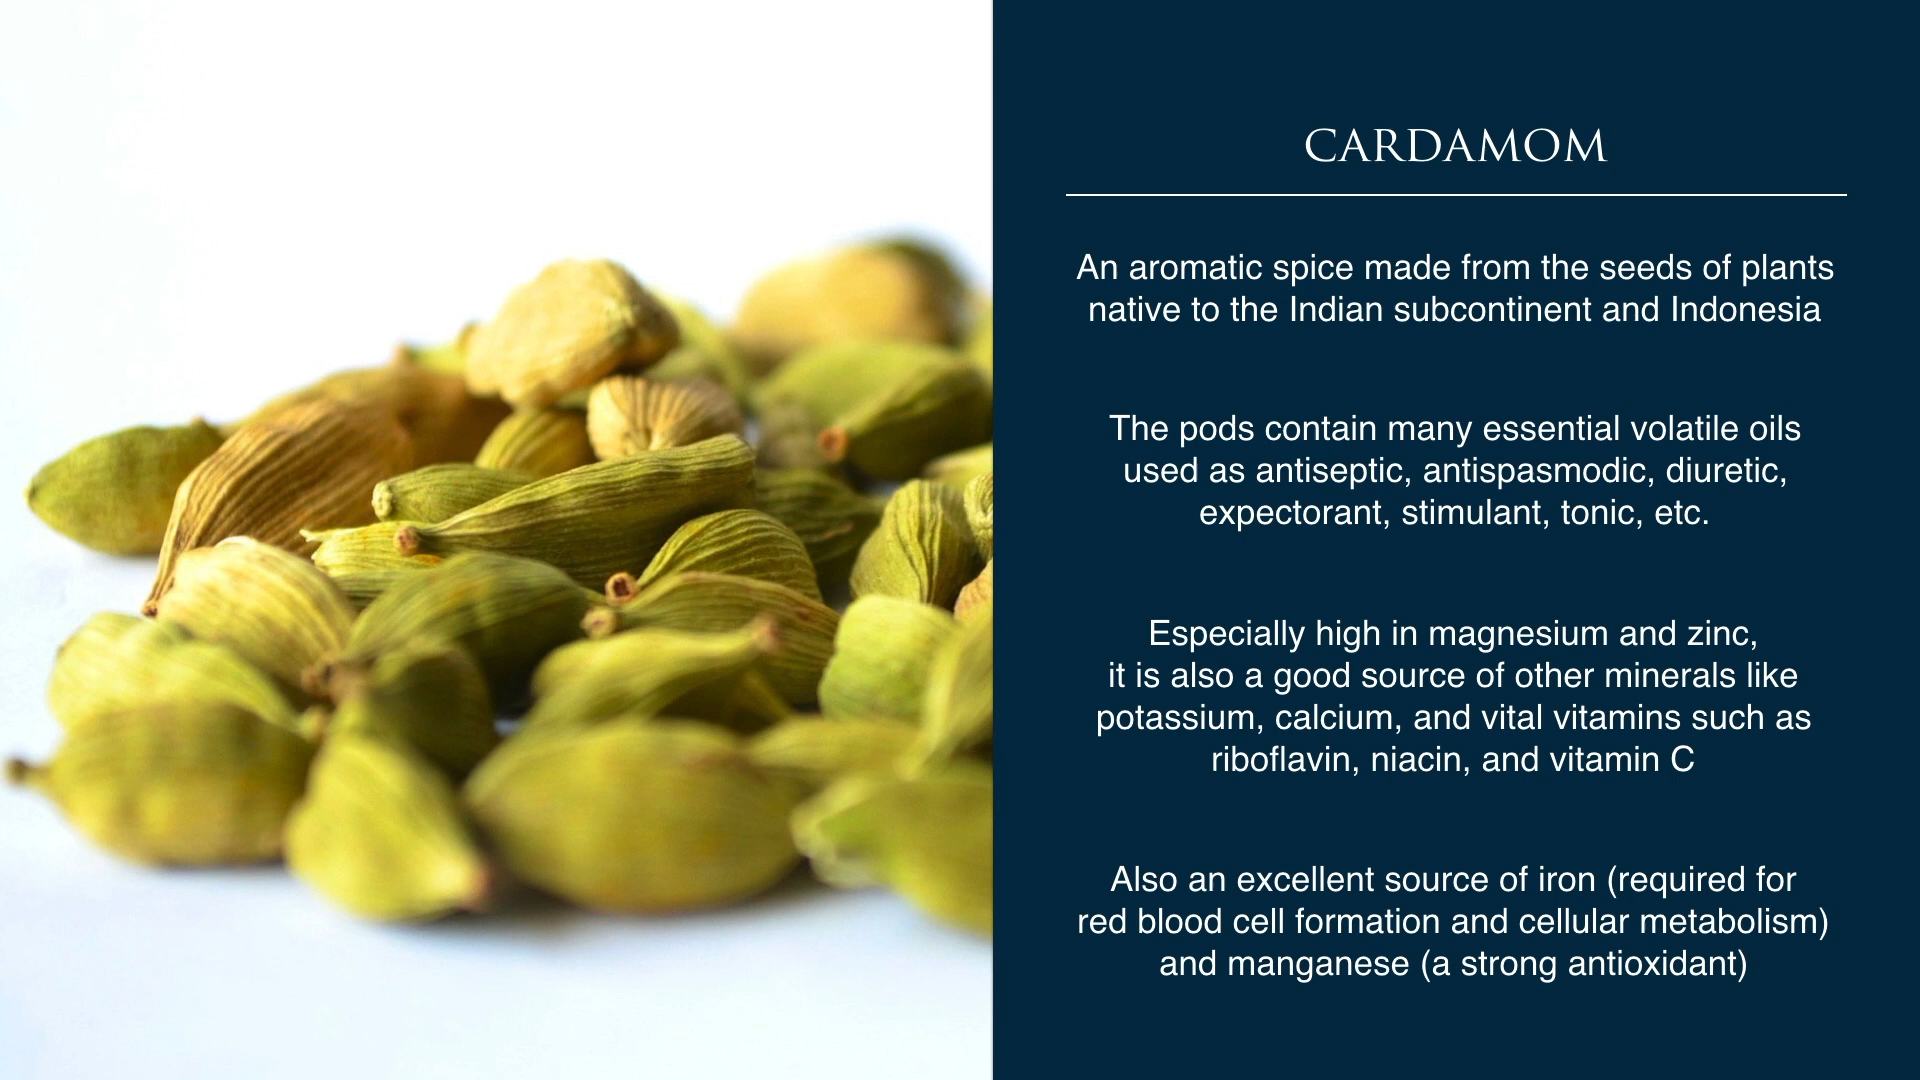 CARDAMOM
An aromatic spice made from the seeds of plants
native to the Indian subcontinent and Indonesia
The pods contain many essential volatile oils
used as antiseptic, antispasmodic, diuretic,
expectorant, stimulant, tonic, etc.
Especially high in magnesium and zinc,
it is also a good source of other minerals like
potassium, calcium, and vital vitamins such as
riboflavin, niacin, and vitamin C
Also an excellent source of iron (required for
red blood cell formation and cellular metabolism)
and manganese (a strong antioxidant)